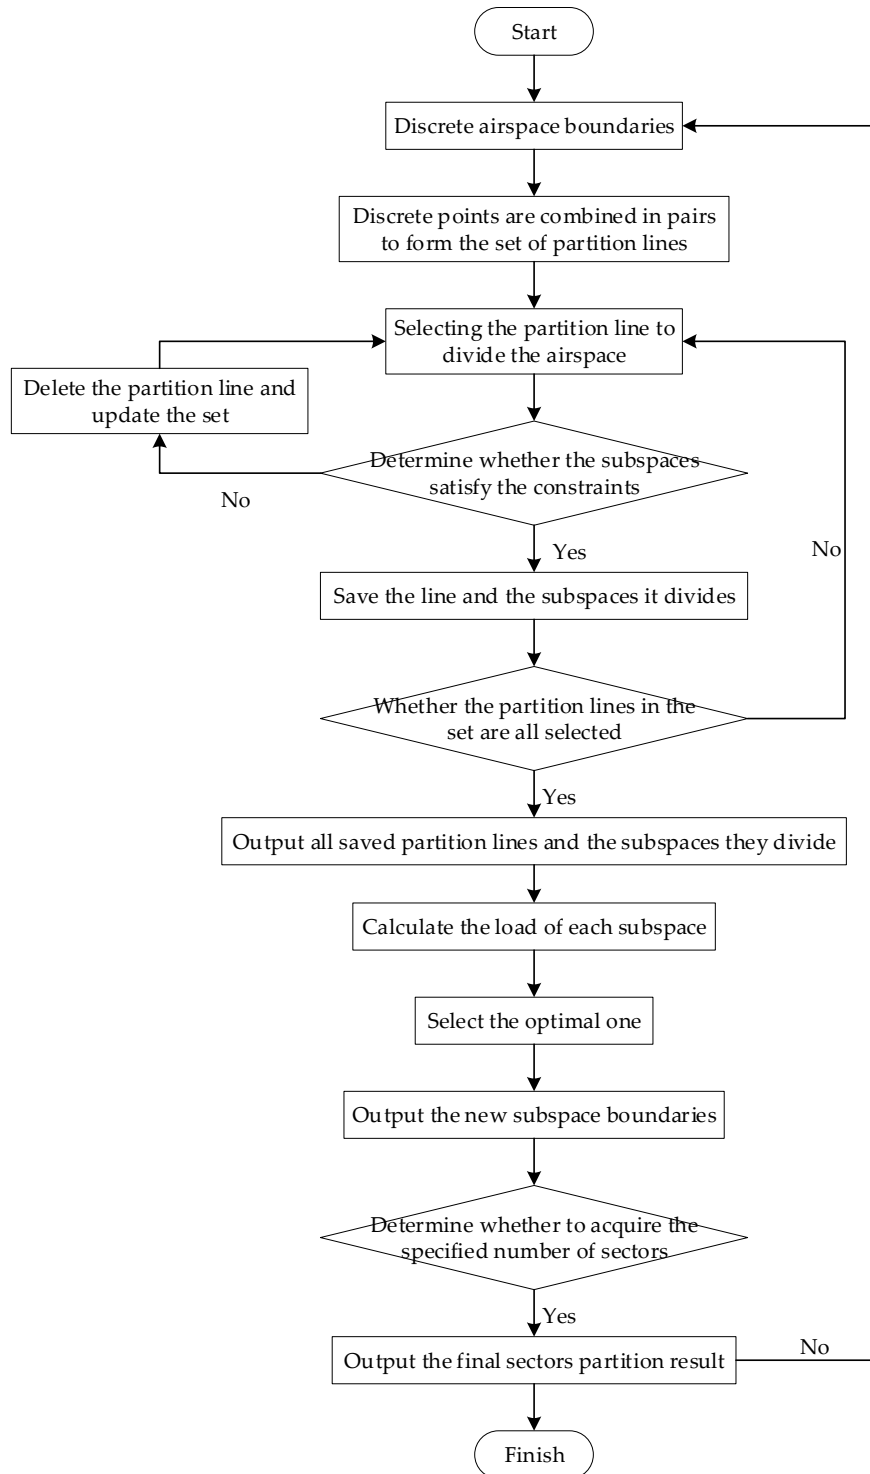 Start
Discrete airspace boundaries
Discrete points are combined in pairs
to form the set of partition lines
Selecting the partition line to
divide the airspace
Delete the partition line and
update the set
Determine whether the subspaces
satisfy the constraints
No
Yes
No
Save the line and the subspaces it divides
Whether the partition lines in the
set are all selected
Yes
Output all saved partition lines and the subspaces they divide
Calculate the load of each subspace
Select the optimal one
Output the new subspace boundaries
Determine whether to acquire the
specified number of sectors
Yes
Output the final sectors partition result
No
Finish